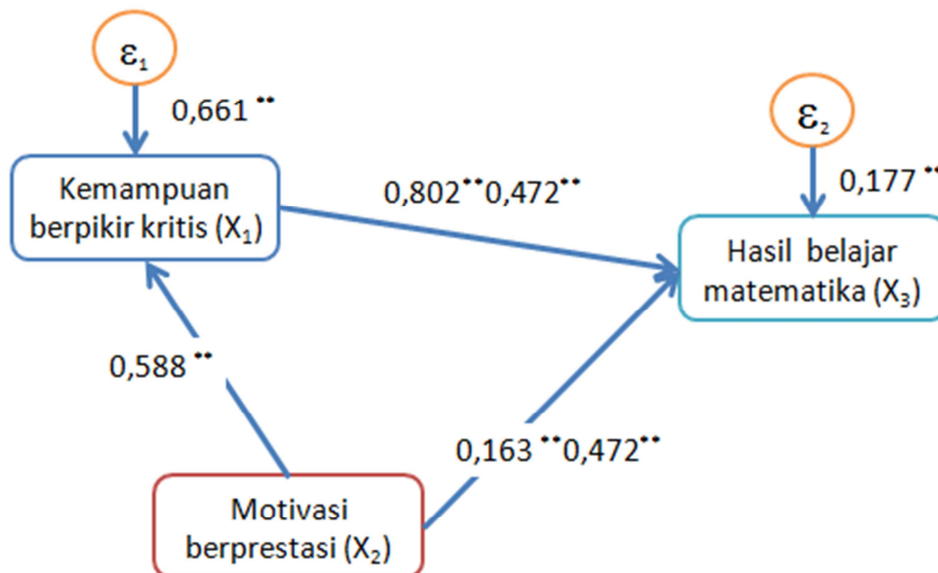 ε₁
0,661 **
ε₂
0,177 **
Kemampuan
berpikir kritis (X₁)
0,802**0,472**
Hasil belajar
matematika (X₃)
0,588 **
0,163 **0,472**
Motivasi
berprestasi (X₂)